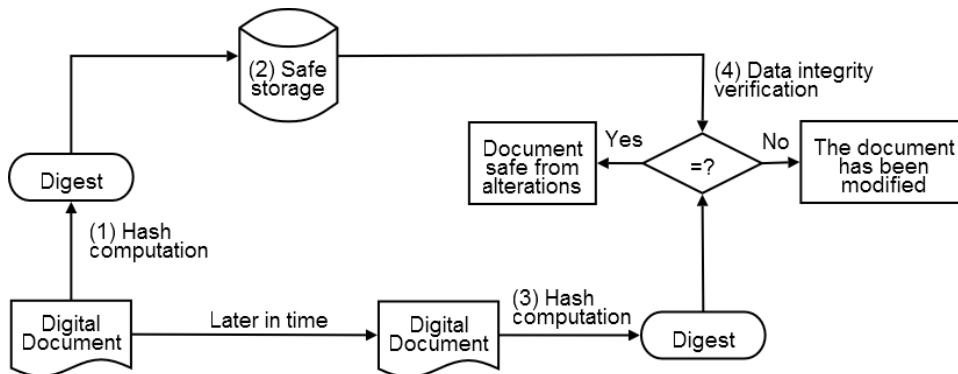 (2) Safe
storage
(4) Data integrity
verification
Yes
No
Document
safe from
alterations
=?
The document
has been
modified
Digest
(1) Hash
computation
Digital
Document
Later in time
Digital
Document
(3) Hash
computation
Digest